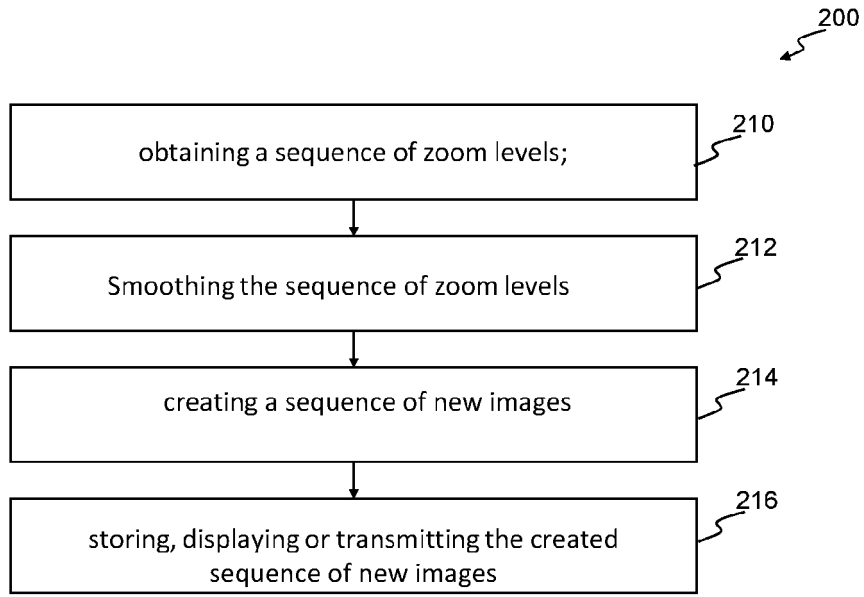 200
210
obtaining a sequence of zoom levels;
212
Smoothing the sequence of zoom levels
214
creating a sequence of new images
216
storing, displaying or transmitting the created
sequence of new images